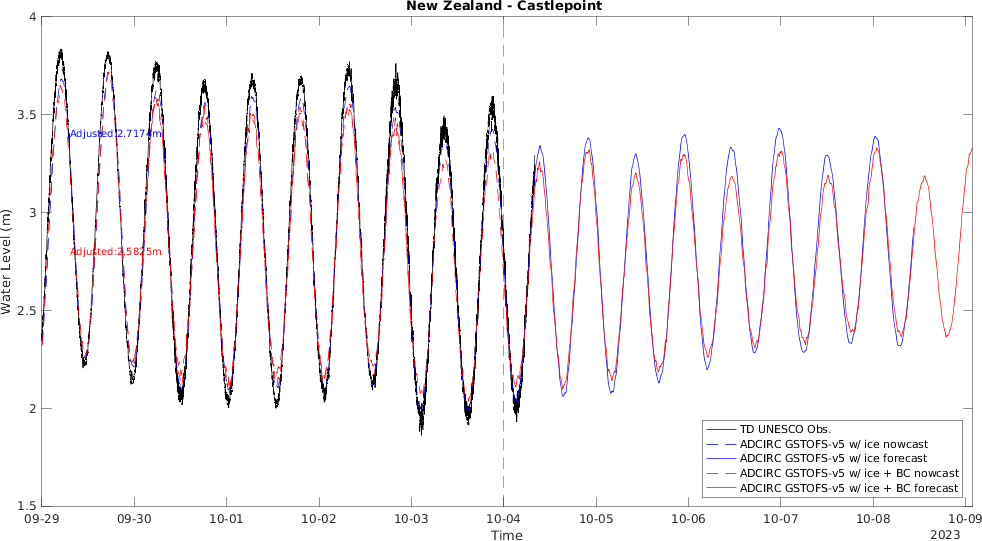 New Zealand - Castlepoint
4
3.5
3
2.5
2
1.5
Water Level (m)
Adjusted:2.7174m
Adjusted:2.5825m
TD UNESCO Obs.
ADCIRC GSTOFS-v5 w/ ice nowcast
ADCIRC GSTOFS-v5 w/ ice forecast
ADCIRC GSTOFS-v5 w/ ice + BC nowcast
ADCIRC GSTOFS-v5 w/ ice + BC forecast
09-29 09-30 10-01 10-02 10-03 10-04 10-05 10-06 10-07 10-08 10-09
Time
2023